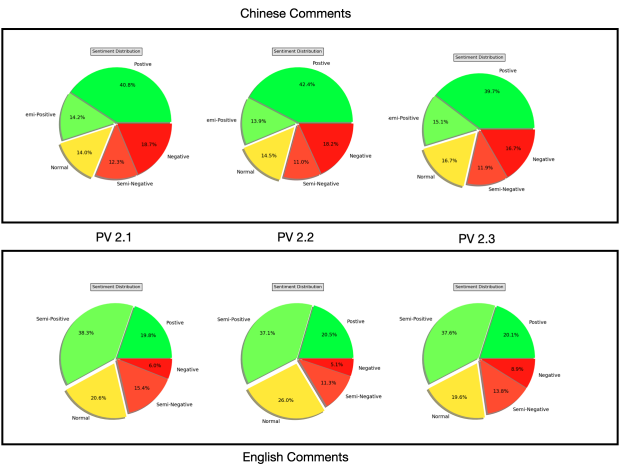 Chinese Comments
Sentiment Distribution
Postive
40.8%
emi-Positive
14.2%
14.0%
Normal
12.3%
Semi-Negative
18.7%
Negative
Sentiment Distribution
Postive
42.4%
emi-Positive
13.9%
14.5%
Normal
11.0%
Semi-Negative
18.2%
Negative
Sentiment Distribution
Postive
39.7%
emi-Positive
15.1%
16.7%
Normal
11.9%
Semi-Negative
16.7%
Negative
PV 2.1
PV 2.2
PV 2.3
Sentiment Distribution
Postive
19.8%
Semi-Positive
38.3%
20.6%
Normal
15.4%
Semi-Negative
6.0%
Negative
Sentiment Distribution
Postive
20.5%
Semi-Positive
37.1%
26.0%
Normal
11.3%
Semi-Negative
5.1%
Negative
Sentiment Distribution
Postive
20.1%
Semi-Positive
37.6%
19.6%
Normal
13.8%
Semi-Negative
8.9%
Negative
English Comments